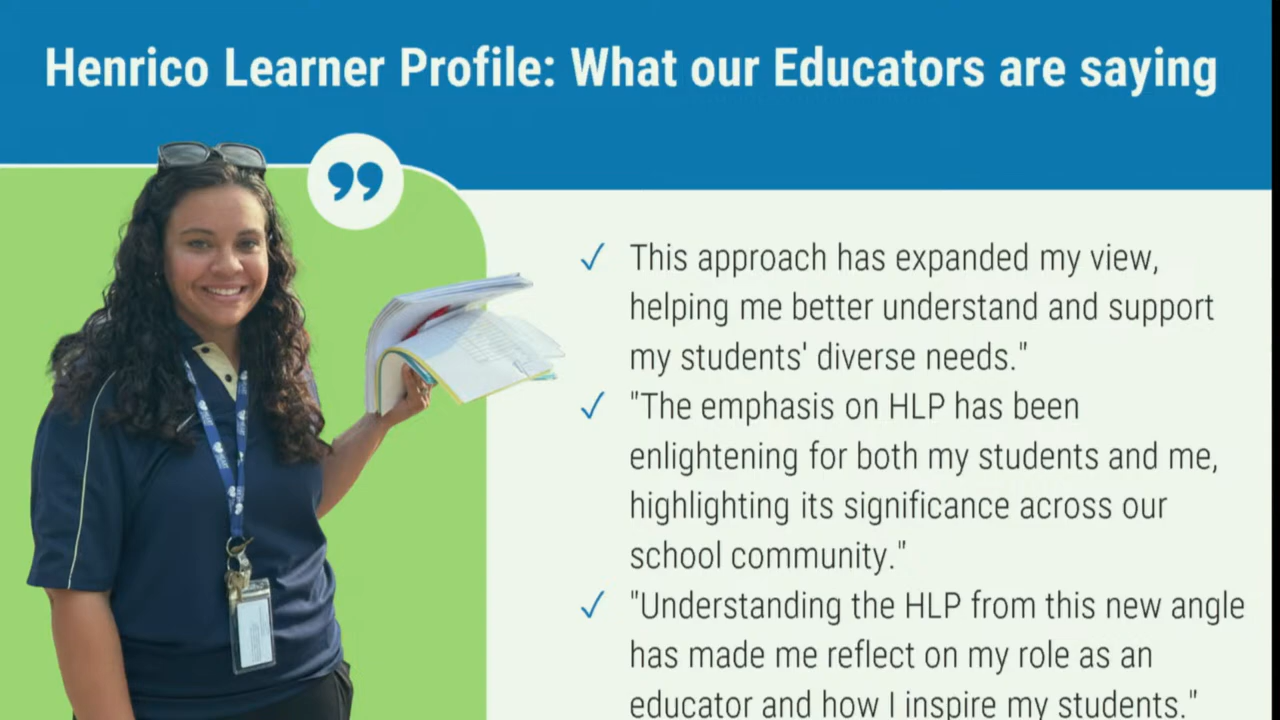 Henrico Learner Profile: What our Educators are saying
✓ This approach has expanded my view,
helping me better understand and support
my students' diverse needs."
✓ "The emphasis on HLP has been
enlightening for both my students and me,
highlighting its significance across our
school community."
✓ "Understanding the HLP from this new angle
has made me reflect on my role as an
educator and how I inspire my students."